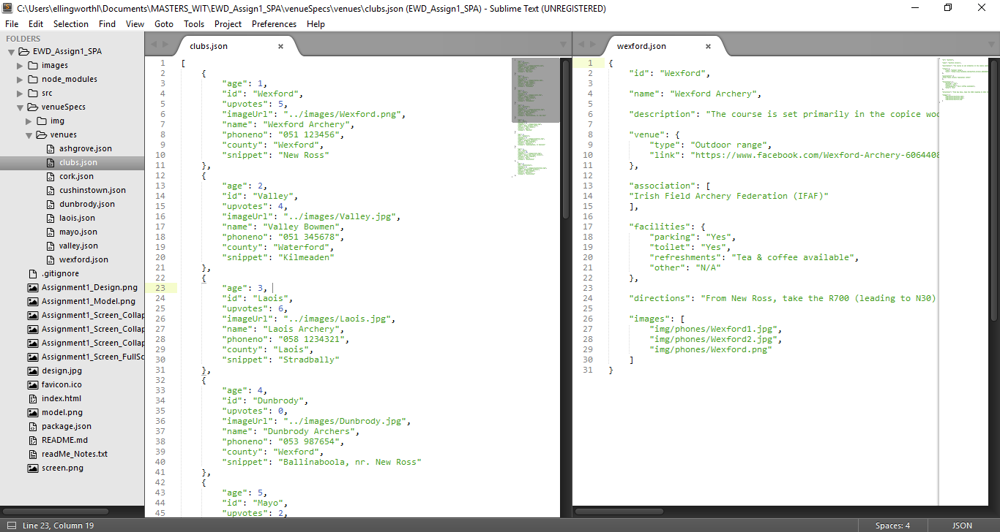 C:\Users\ellingworthl\Documents\MASTERS_WIT\EWD_Assign1_SPA\venueSpecs\venues\clubs.json (EWD_Assign1_SPA) - Sublime Text (UNREGISTERED)
File Edit Selection Find View Goto Tools Project Preferences Help
FOLDERS
EWD_Assign1_SPA
images
node_modules
src
venueSpecs
img
venues
ashgrove.json
clubs.json
cork.json
cushinstown.json
dunbrody.json
laois.json
mayo.json
valley.json
wexford.json
.gitignore
Assignment1_Design.png
Assignment1_Model.png
Assignment1_Screen_Collap
Assignment1_Screen_Collap
Assignment1_Screen_Collap
Assignment1_Screen_FullSc
design.jpg
favicon.ico
index.html
model.png
package.json
README.md
readMe_Notes.txt
screen.png
clubs.json ×
1 [
2 {
3 "age": 1,
4 "id": "Wexford",
5 "upvotes": 5,
6 "imageUrl": "../images/Wexford.png",
7 "name": "Wexford Archery",
8 "phoneno": "051 123456",
9 "county": "Wexford",
10 "snippet": "New Ross"
11 },
12 {
13 "age": 2,
14 "id": "Valley",
15 "upvotes": 4,
16 "imageUrl": "../images/Valley.jpg",
17 "name": "Valley Bowmen",
18 "phoneno": "051 345678",
19 "county": "Waterford",
20 "snippet": "Kilmeaden"
21 },
22 {
23 "age": 3,
24 "id": "Laois",
25 "upvotes": 6,
26 "imageUrl": "../images/Laois.jpg",
27 "name": "Laois Archery",
28 "phoneno": "058 1234321",
29 "county": "Laois",
30 "snippet": "Stradbally"
31 },
32 {
33 "age": 4,
34 "id": "Dunbrody",
35 "upvotes": 0,
36 "imageUrl": "../images/Dunbrody.jpg",
37 "name": "Dunbrody Archers",
38 "phoneno": "053 987654",
39 "county": "Wexford",
40 "snippet": "Ballinaboola, nr. New Ross"
41 },
42 {
43 "age": 5,
44 "id": "Mayo",
45 "upvotes": 2,
wexford.json ×
1 {
2 "id": "Wexford",
3
4 "name": "Wexford Archery",
5
6 "description": "The course is set primarily in the copice woo
7
8 "venue": {
9 "type": "Outdoor range",
10 "link": "https://www.facebook.com/Wexford-Archery-6064408
11 },
12
13 "association": [
14 "Irish Field Archery Federation (IFAF)"
15 ],
16
17 "facilities": {
18 "parking": "Yes",
19 "toilet": "Yes",
20 "refreshments": "Tea & coffee available",
21 "other": "N/A"
22 },
23
24 "directions": "From New Ross, take the R700 (leading to N30)
25
26 "images": [
27 "img/phones/Wexford1.jpg",
28 "img/phones/Wexford2.jpg",
29 "img/phones/Wexford.png"
30 ]
31 }
Line 23, Column 19
Spaces: 4
JSON